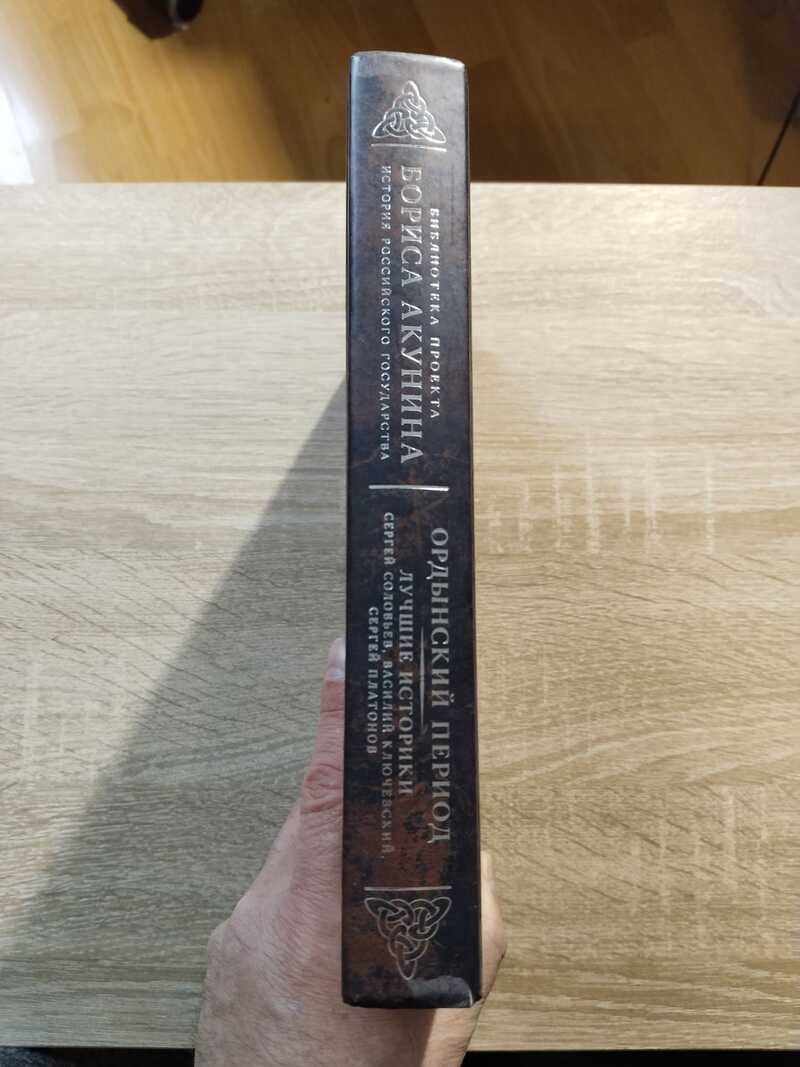 БИБЛИОТЕКА ПРОЕКТА
БОРИСА АКУНИНА
ИСТОРИЯ РОССИЙСКОГО ГОСУДАРСТВА
ОРДЫНСКИЙ ПЕРИОД
ЛУЧШИЕ ИСТОРИКИ
СЕРГЕЙ СОЛОВЬЕВ, ВАСИЛИЙ КЛЮЧЕВСКИЙ,
СЕРГЕЙ ПЛАТОНОВ